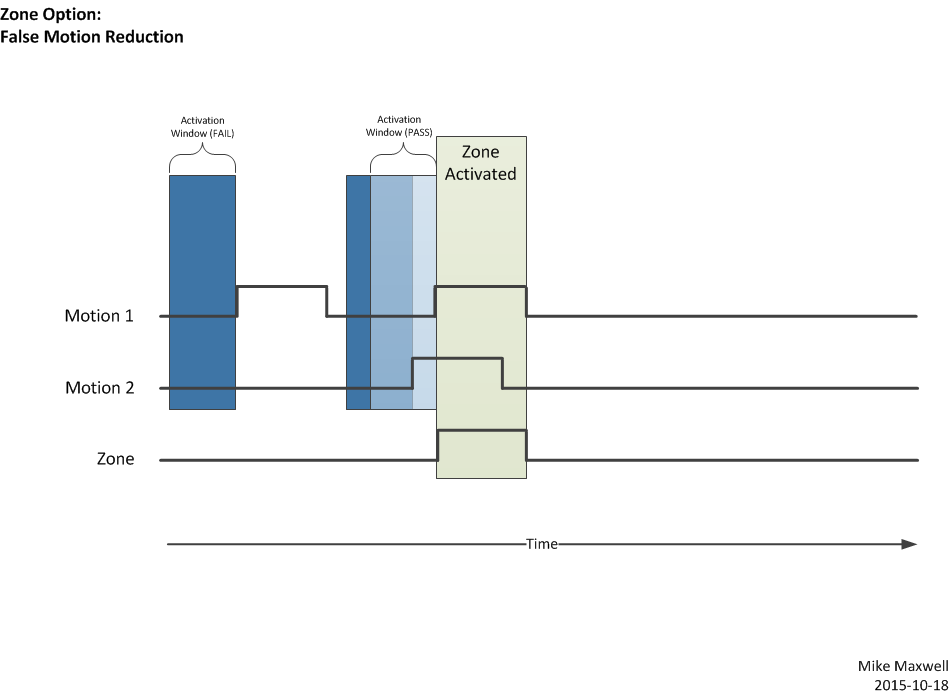 Zone Option:
False Motion Reduction
Activation
Window (FAIL)
Activation
Window (PASS)
Zone
Activated
Motion 1
Motion 2
Zone
Time
Mike Maxwell
2015-10-18